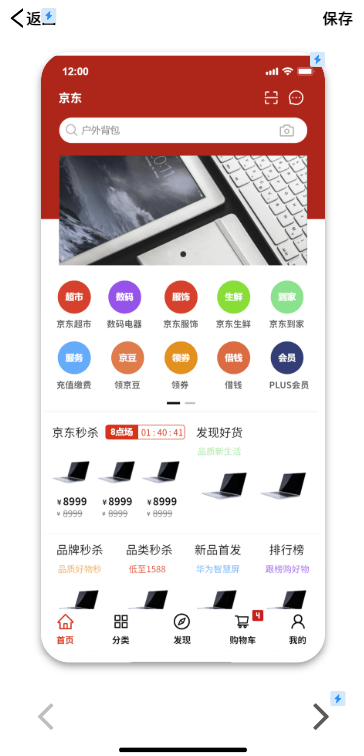 返 保存
12:00
京东
户外背包
超市 数码 服饰 生鲜 到家
京东超市 数码电器 京东服饰 京东生鲜 京东到家
服务 京豆 领券 借钱 会员
充值缴费 领京豆 领券 借钱 PLUS会员
京东秒杀 8点场 01:40:41 发现好货
品质新生活
¥8999 ¥8999 ¥8999
¥8999 ¥8999 ¥8999
品牌秒杀 品类秒杀 新品首发 排行榜
品质好物秒 低至1588 华为智慧屏 跟榜购好物
4
首页 分类 发现 购物车 我的